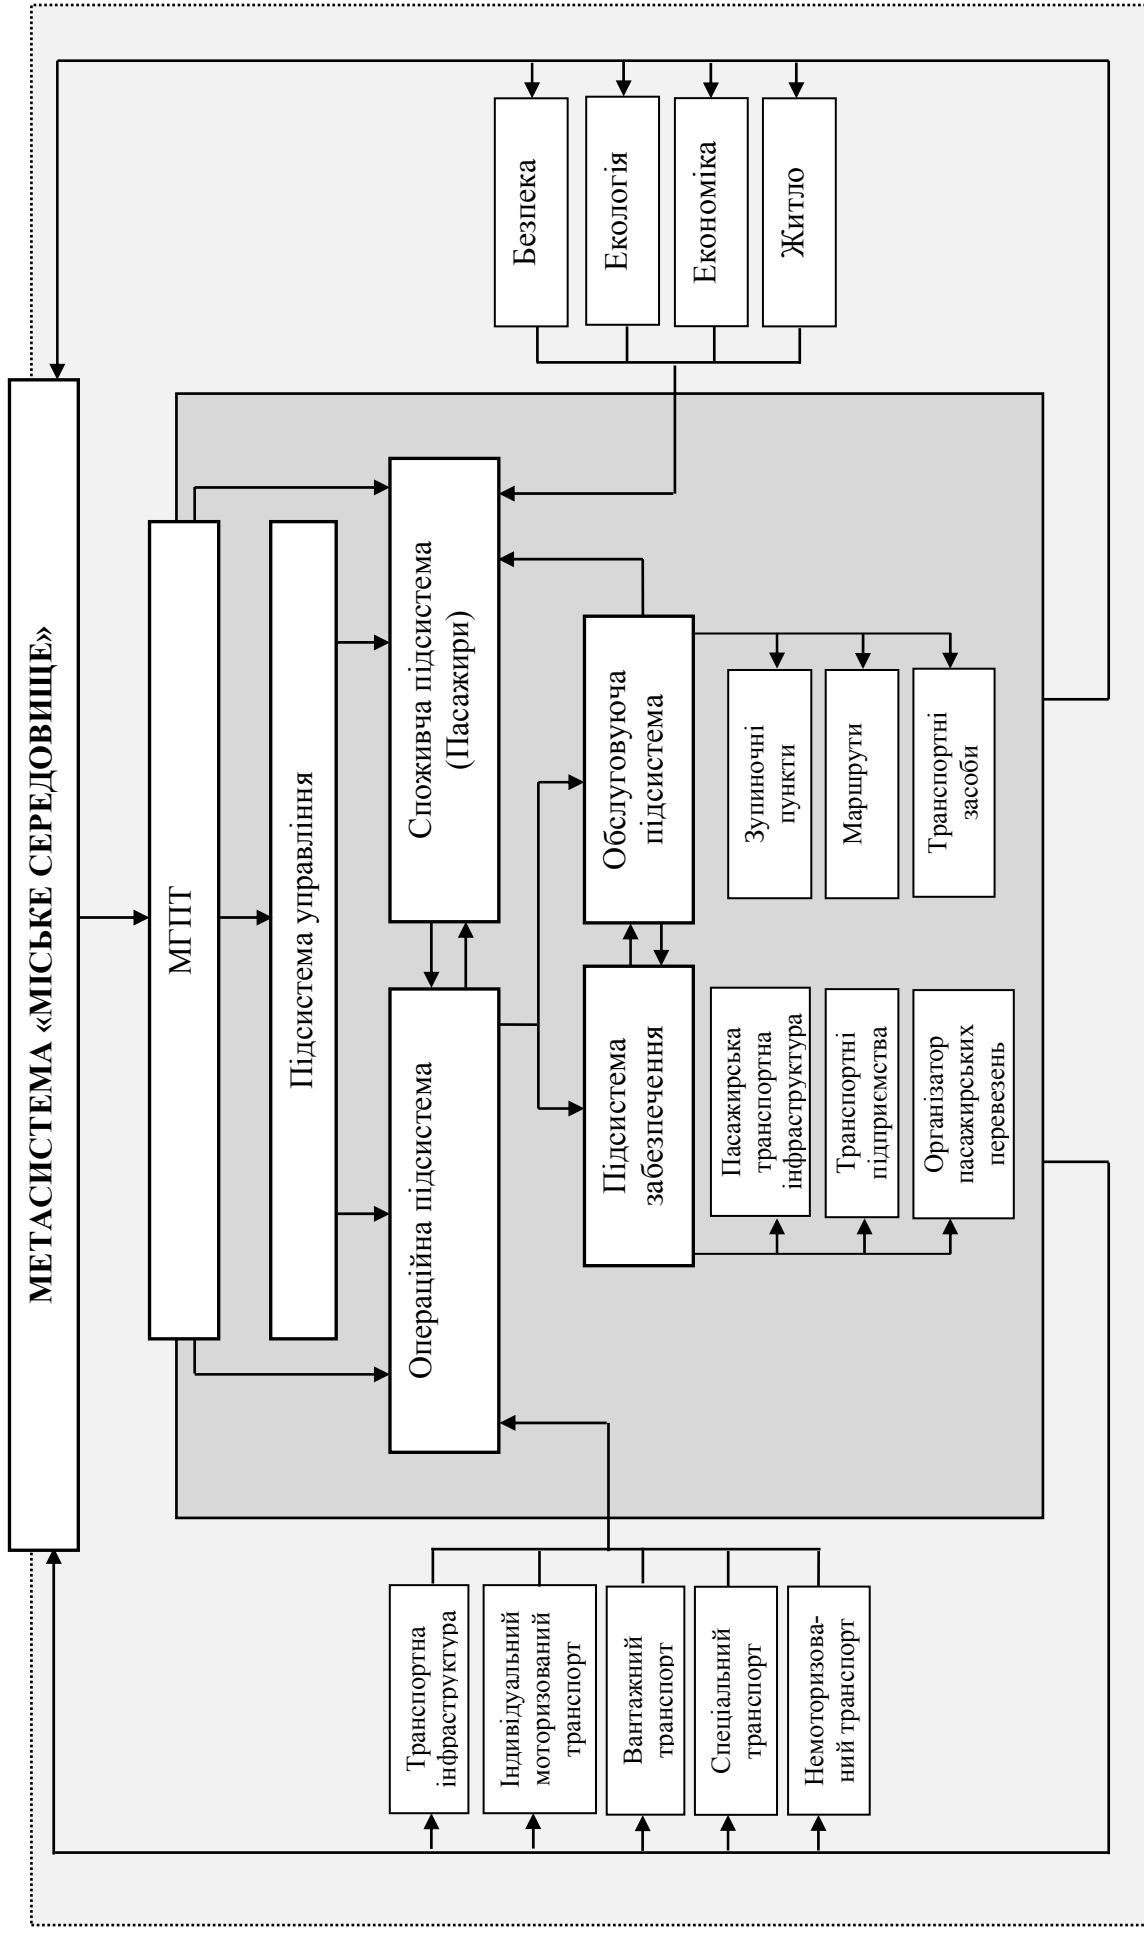 МЕТАСИСТЕМА «МІСЬКЕ СЕРЕДОВИЩЕ»
МГПТ
Підсистема управління
Операційна підсистема
Споживча підсистема
(Пасажири)
Підсистема
забезпечення
Обслуговуюча
підсистема
Транспортна
інфраструктура
Індивідуальний
моторизований
транспорт
Вантажний
транспорт
Спеціальний
транспорт
Немоторизова-
ний транспорт
Пасажирська
транспортна
інфраструктура
Транспортні
підприємства
Організатор
пасажирських
перевезень
Зупиночні
пункти
Маршрути
Транспортні
засоби
Безпека
Екологія
Економіка
Житло